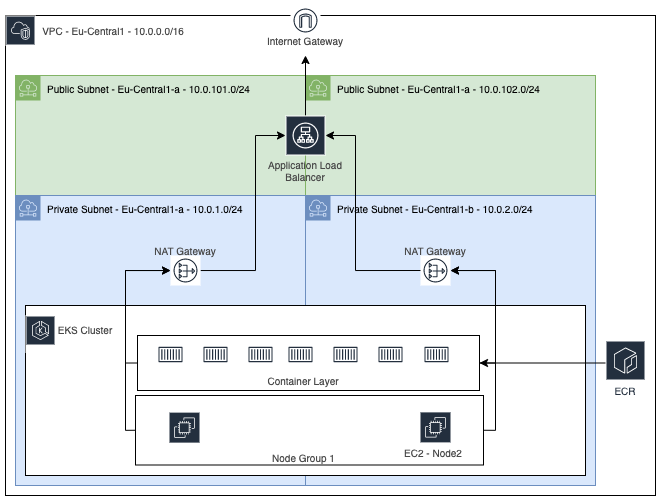 VPC - Eu-Central1 - 10.0.0.0/16
Internet Gateway
Public Subnet - Eu-Central1-a - 10.0.101.0/24
Public Subnet - Eu-Central1-a - 10.0.102.0/24
Application Load
Balancer
Private Subnet - Eu-Central1-a - 10.0.1.0/24
Private Subnet - Eu-Central1-b - 10.0.2.0/24
NAT Gateway
NAT Gateway
EKS Cluster
Container Layer
ECR
EC2 - Node2
Node Group 1